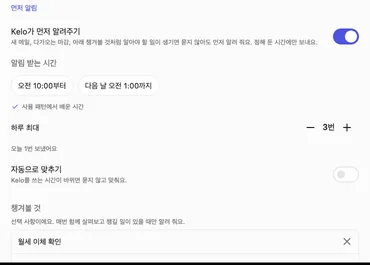 먼저 알림
Kelo가 먼저 알려주기
새 메일, 다가오는 마감, 아래 챙겨볼 것처럼 알아야 할 일이 생기면 묻지 않아도 먼저 알려 줘요. 정해 둔 시간에만 보내요.
알림 받는 시간
오전 10:00부터
다음 날 오전 1:00까지
사용 패턴에서 배운 시간
하루 최대
3번
오늘 1번 보냈어요
자동으로 맞추기
Kelo를 쓰는 시간이 바뀌면 묻지 않고 맞춰요.
챙겨볼 것
선택 사항이에요. 매번 함께 살펴보고 챙길 일이 있을 때만 알려 줘요.
월세 이체 확인